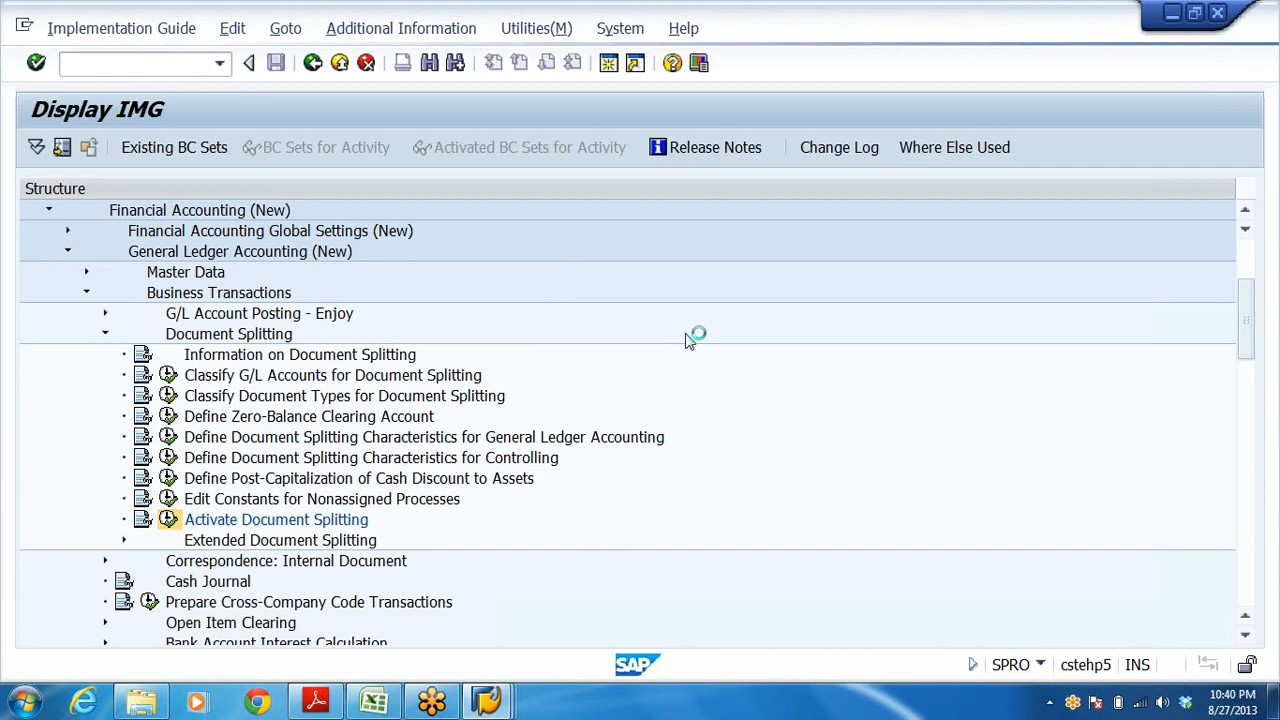 Implementation Guide Edit Goto Additional Information Utilities(M) System Help
Display IMG
Existing BC Sets BC Sets for Activity Activated BC Sets for Activity Release Notes Change Log Where Else Used
Structure
Financial Accounting (New)
Financial Accounting Global Settings (New)
General Ledger Accounting (New)
Master Data
Business Transactions
G/L Account Posting - Enjoy
Document Splitting
Information on Document Splitting
Classify G/L Accounts for Document Splitting
Classify Document Types for Document Splitting
Define Zero-Balance Clearing Account
Define Document Splitting Characteristics for General Ledger Accounting
Define Document Splitting Characteristics for Controlling
Define Post-Capitalization of Cash Discount to Assets
Edit Constants for Nonassigned Processes
Activate Document Splitting
Extended Document Splitting
Correspondence: Internal Document
Cash Journal
Prepare Cross-Company Code Transactions
Open Item Clearing
Bank Account Interest Calculation
SAP SPRO cstehp5 INS
10:40 PM
8/27/2013